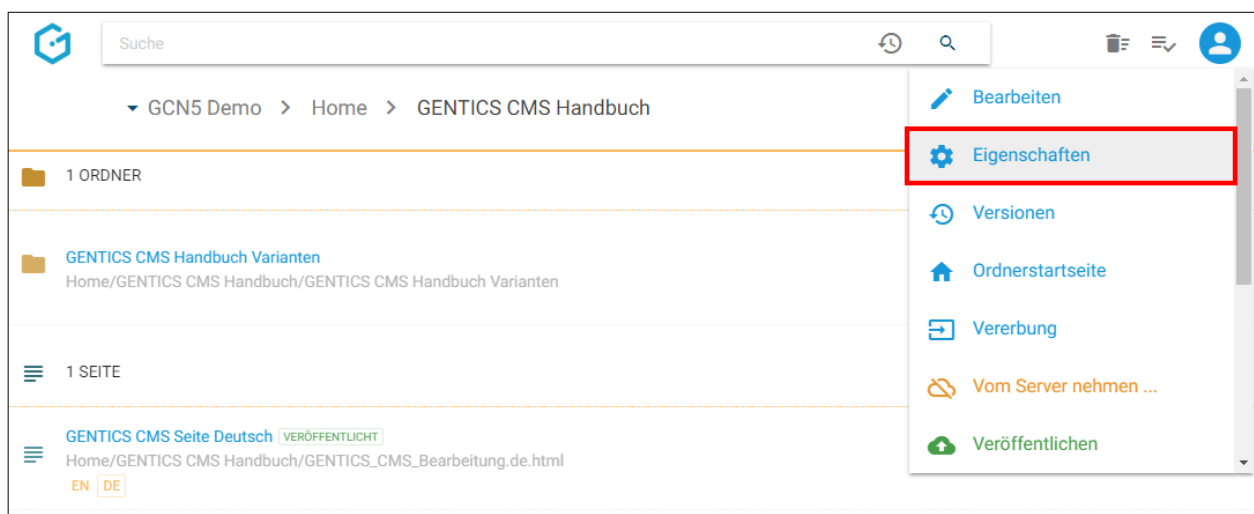 Suche
GCN5 Demo > Home > GENTICS CMS Handbuch
1 ORDNER
GENTICS CMS Handbuch Varianten
Home/GENTICS CMS Handbuch/GENTICS CMS Handbuch Varianten
1 SEITE
GENTICS CMS Seite Deutsch VERÖFFENTLICHT
Home/GENTICS CMS Handbuch/GENTICS_CMS_Bearbeitung.de.html
EN DE
Bearbeiten
Eigenschaften
Versionen
Ordnerstartseite
Vererbung
Vom Server nehmen ...
Veröffentlichen